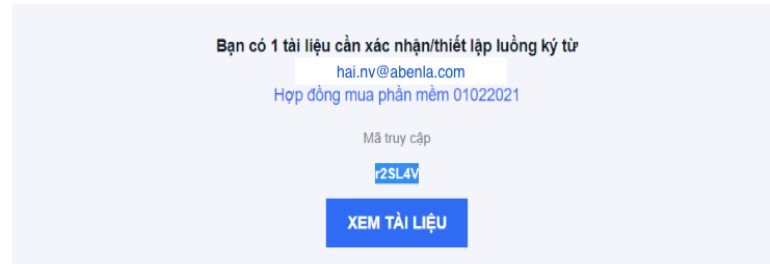 Bạn có 1 tài liệu cần xác nhận/thiết lập luồng ký từ
hai.nv@abenla.com
Hợp đồng mua phần mềm 01022021
Mã truy cập
r2SL4V
XEM TÀI LIỆU